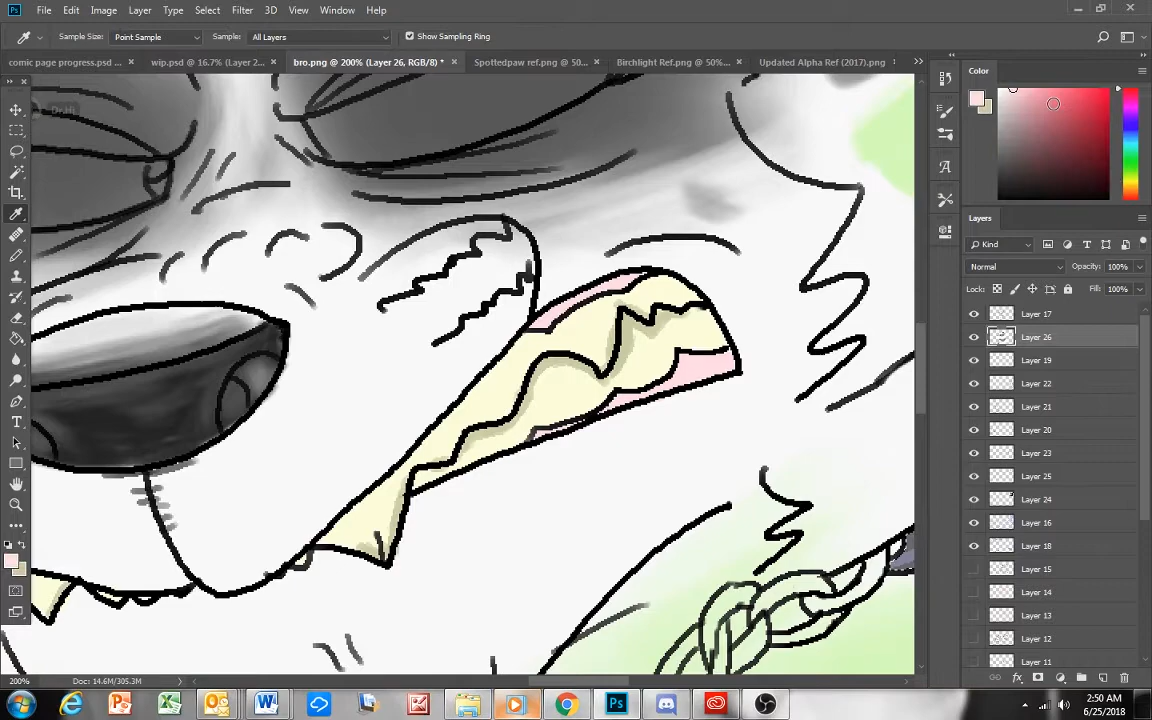 Ps File Edit Image Layer Type Select Filter 3D View Window Help
Sample Size: Point Sample Sample: All Layers Show Sampling Ring
comic page progress.psd ... × wip.psd @ 16.7% (Layer 2... × bro.png @ 200% (Layer 26, RGB/8) * × Spottedpaw ref.png @ 50... × Birchlight Ref.png @ 50%... × Updated Alpha Ref (2017).png
Color
Layers
Kind
Normal Opacity: 100%
Lock: Fill: 100%
Layer 17
Layer 26
Layer 19
Layer 22
Layer 21
Layer 20
Layer 23
Layer 25
Layer 24
Layer 16
Layer 18
Layer 15
Layer 14
Layer 13
Layer 12
Layer 11
200% Doc: 14.6M/305.3M
2:50 AM
6/25/2018